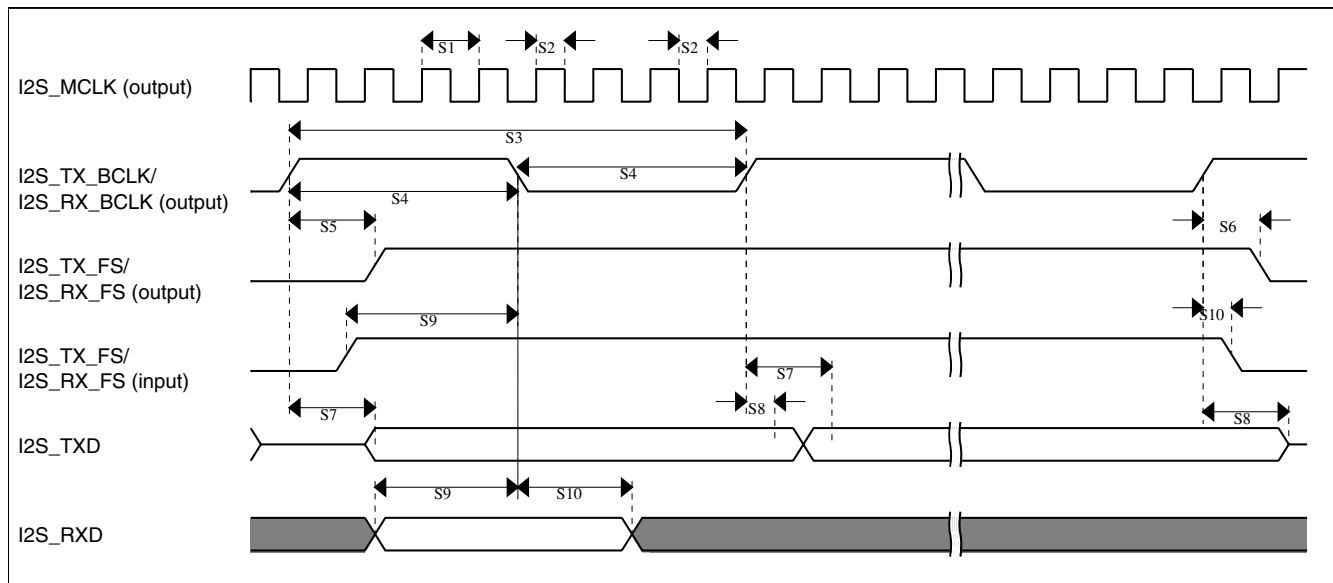 S1 S2 S2
I2S_MCLK (output)
S3
I2S_TX_BCLK/
I2S_RX_BCLK (output)
S4
S4
S5 S6
I2S_TX_FS/
I2S_RX_FS (output)
S9 S10
I2S_TX_FS/
I2S_RX_FS (input)
S7
S7 S8 S8
I2S_TXD
S9 S10
I2S_RXD